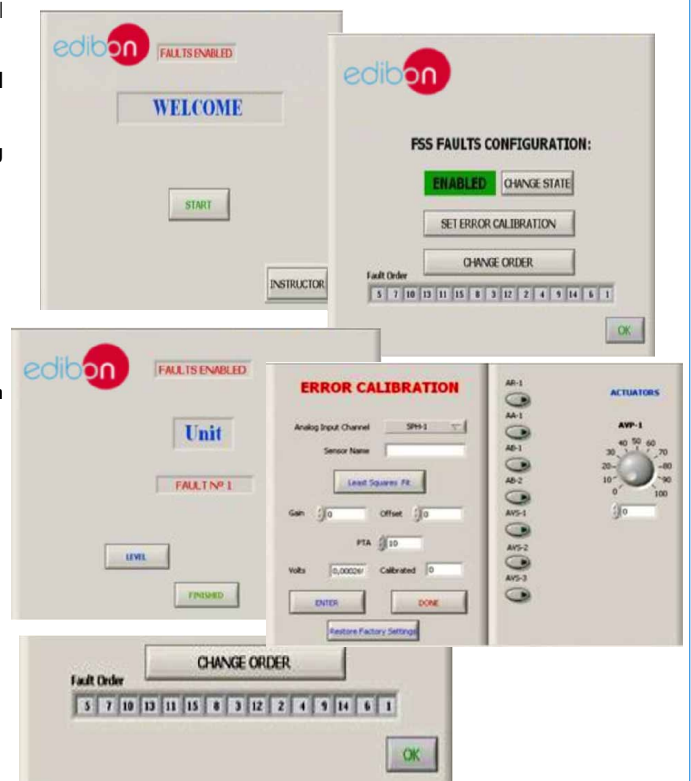 edibon
FAULTS ENABLED
WELCOME
START
INSTRUCTOR
edibon
FSS FAULTS CONFIGURATION:
ENABLED CHANGE STATE
SET ERROR CALIBRATION
CHANGE ORDER
Fault Order
5 7 10 13 11 15 8 3 12 2 4 9 14 6 1
OK
edibon
FAULTS ENABLED
Unit
FAULT Nº 1
LEVEL
FINISHED
ERROR CALIBRATION
Analog Input Channel SPH-1
Sensor Name
Least Squares Fit
Gain 0 Offset 0
PTA 10
Volts Calibrated 0
ENTER DONE
Restore Factory Settings
AR-1
AA-1
AB-1
AB-2
AVS-1
AVS-2
AVS-3
ACTUATORS
AVP-1
0 10 20 30 40 50 60 70 90 100
0
CHANGE ORDER
Fault Order
5 7 10 13 11 15 8 3 12 2 4 9 14 6 1
OK